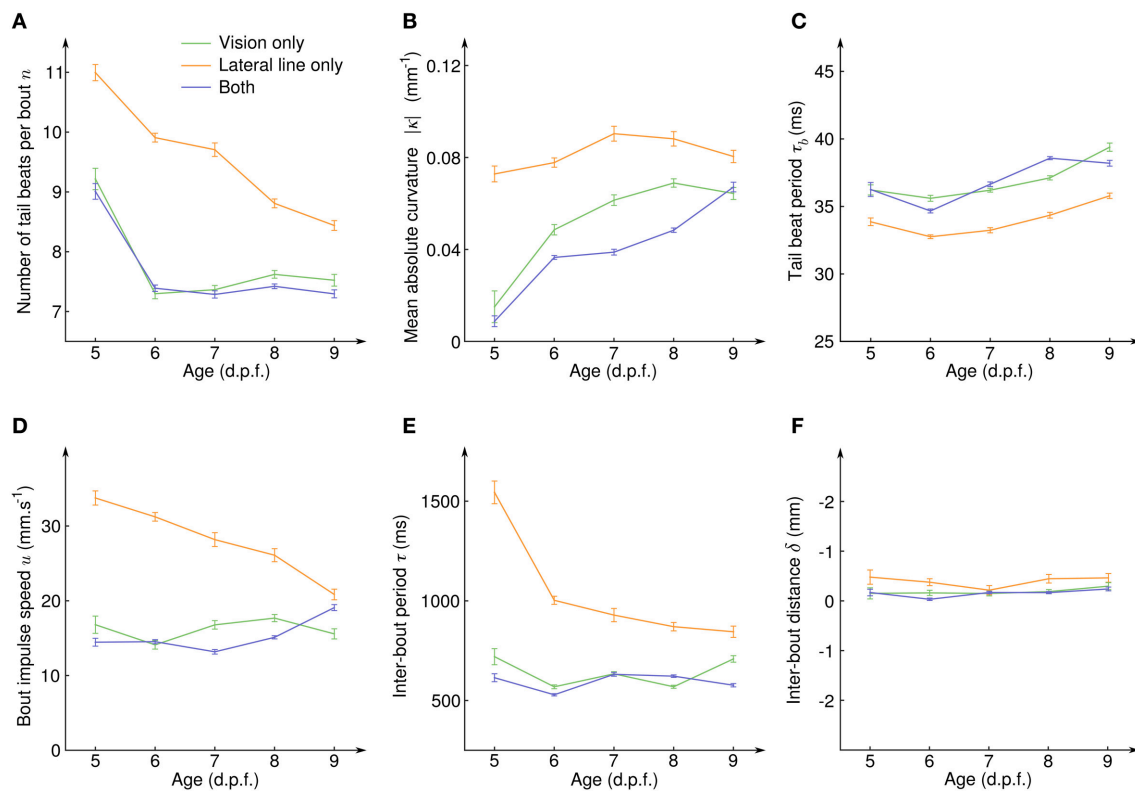 A
Number of tail beats per bout n
11
10
9
8
7
5 6 7 8 9
Age (d.p.f.)
Vision only
Lateral line only
Both
B
Mean absolute curvature |κ| (mm⁻¹)
0.12
0.08
0.04
0
5 6 7 8 9
Age (d.p.f.)
C
Tail beat period τb (ms)
45
40
35
30
25
5 6 7 8 9
Age (d.p.f.)
D
Bout impulse speed u (mm.s⁻¹)
30
20
10
0
5 6 7 8 9
Age (d.p.f.)
E
Inter-bout period τ (ms)
1500
1000
500
5 6 7 8 9
Age (d.p.f.)
F
Inter-bout distance δ (mm)
-2
-1
0
-1
-2
5 6 7 8 9
Age (d.p.f.)